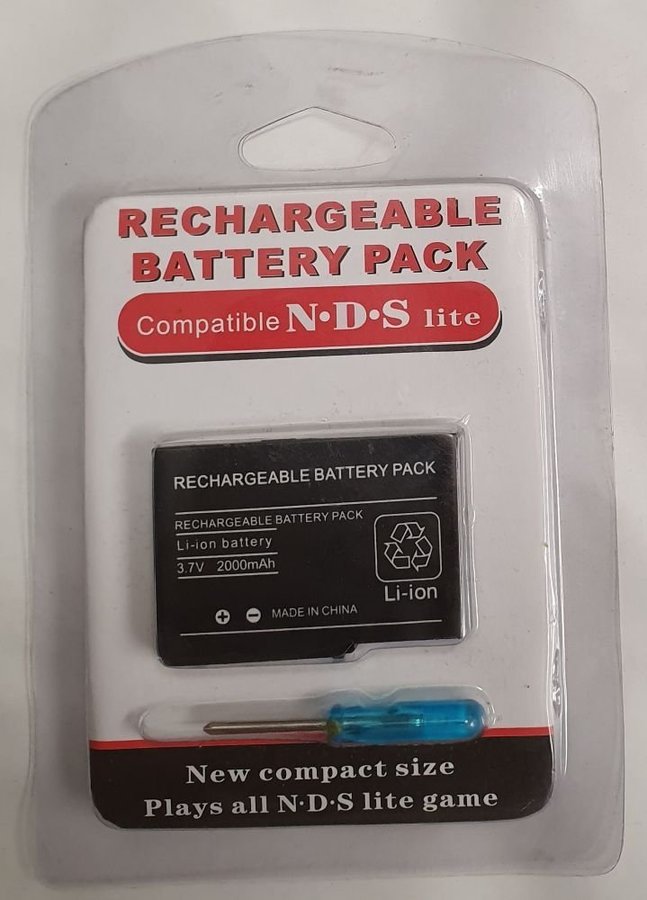 RECHARGEABLE
BATTERY PACK
Compatible N•D•S lite
RECHARGEABLE BATTERY PACK
RECHARGEABLE BATTERY PACK
Li-ion battery
3.7V 2000mAh
Li-ion
+ − MADE IN CHINA
New compact size
Plays all N·D·S lite game